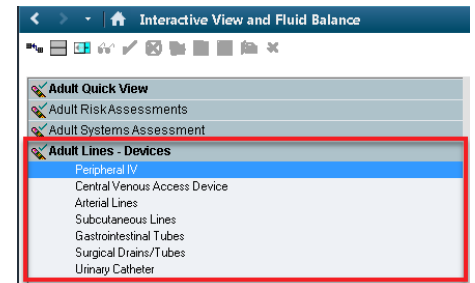 Interactive View and Fluid Balance
Adult Quick View
Adult Risk Assessments
Adult Systems Assessment
Adult Lines - Devices
Peripheral IV
Central Venous Access Device
Arterial Lines
Subcutaneous Lines
Gastrointestinal Tubes
Surgical Drains/Tubes
Urinary Catheter